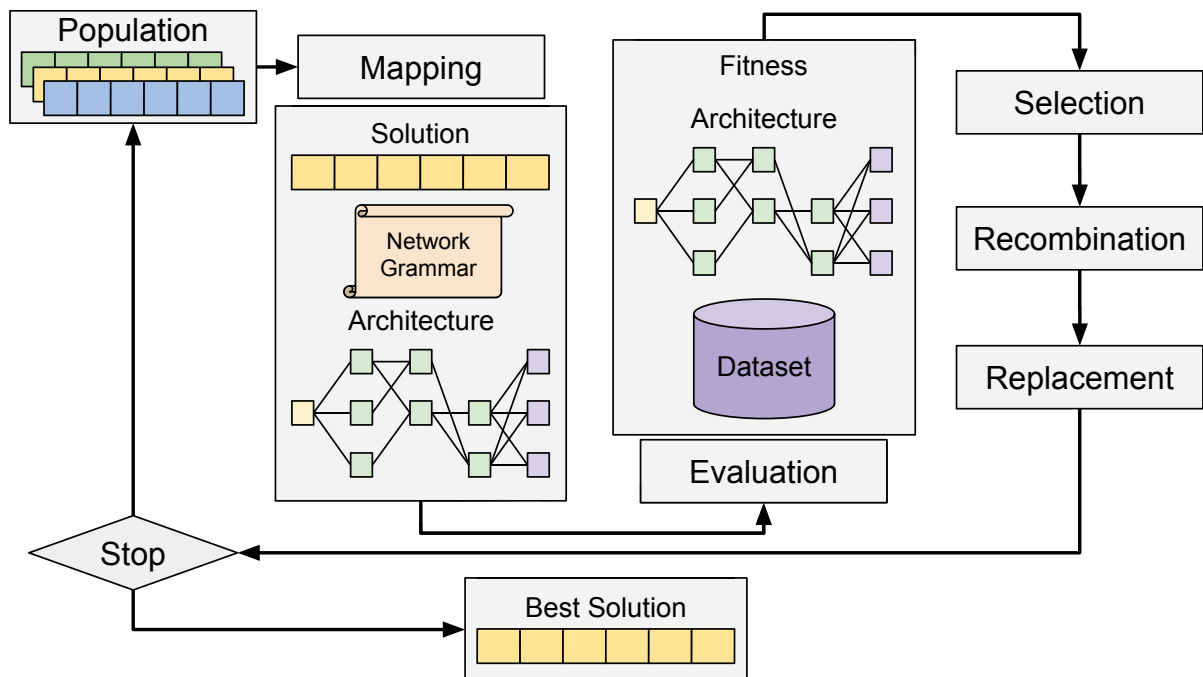 Population
Mapping
Solution
Network
Grammar
Architecture
Fitness
Architecture
Dataset
Evaluation
Selection
Recombination
Replacement
Stop
Best Solution